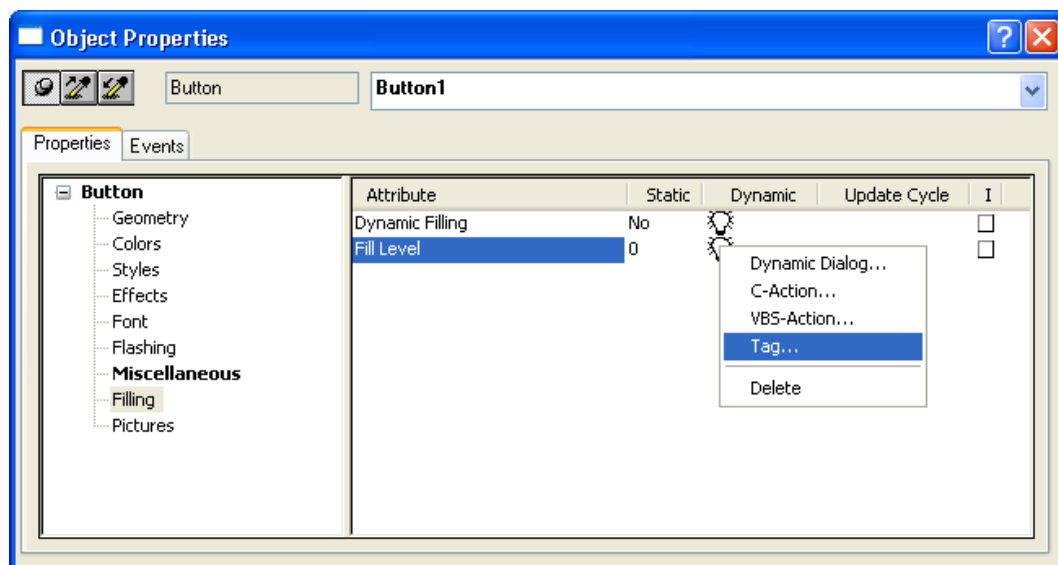 Object Properties
Button
Button1
Properties
Events
Button
Geometry
Colors
Styles
Effects
Font
Flashing
Miscellaneous
Filling
Pictures
Attribute Static Dynamic Update Cycle I
Dynamic Filling No
Fill Level 0
Dynamic Dialog...
C-Action...
VBS-Action...
Tag...
Delete